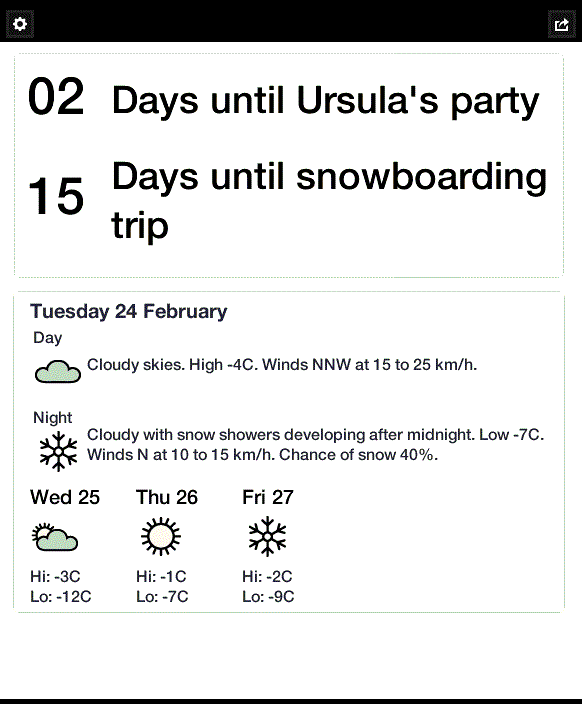 02 Days until Ursula's party
15 Days until snowboarding
trip
Tuesday 24 February
Day
Cloudy skies. High -4C. Winds NNW at 15 to 25 km/h.
Night
Cloudy with snow showers developing after midnight. Low -7C.
Winds N at 10 to 15 km/h. Chance of snow 40%.
Wed 25 Thu 26 Fri 27
Hi: -3C Hi: -1C Hi: -2C
Lo: -12C Lo: -7C Lo: -9C